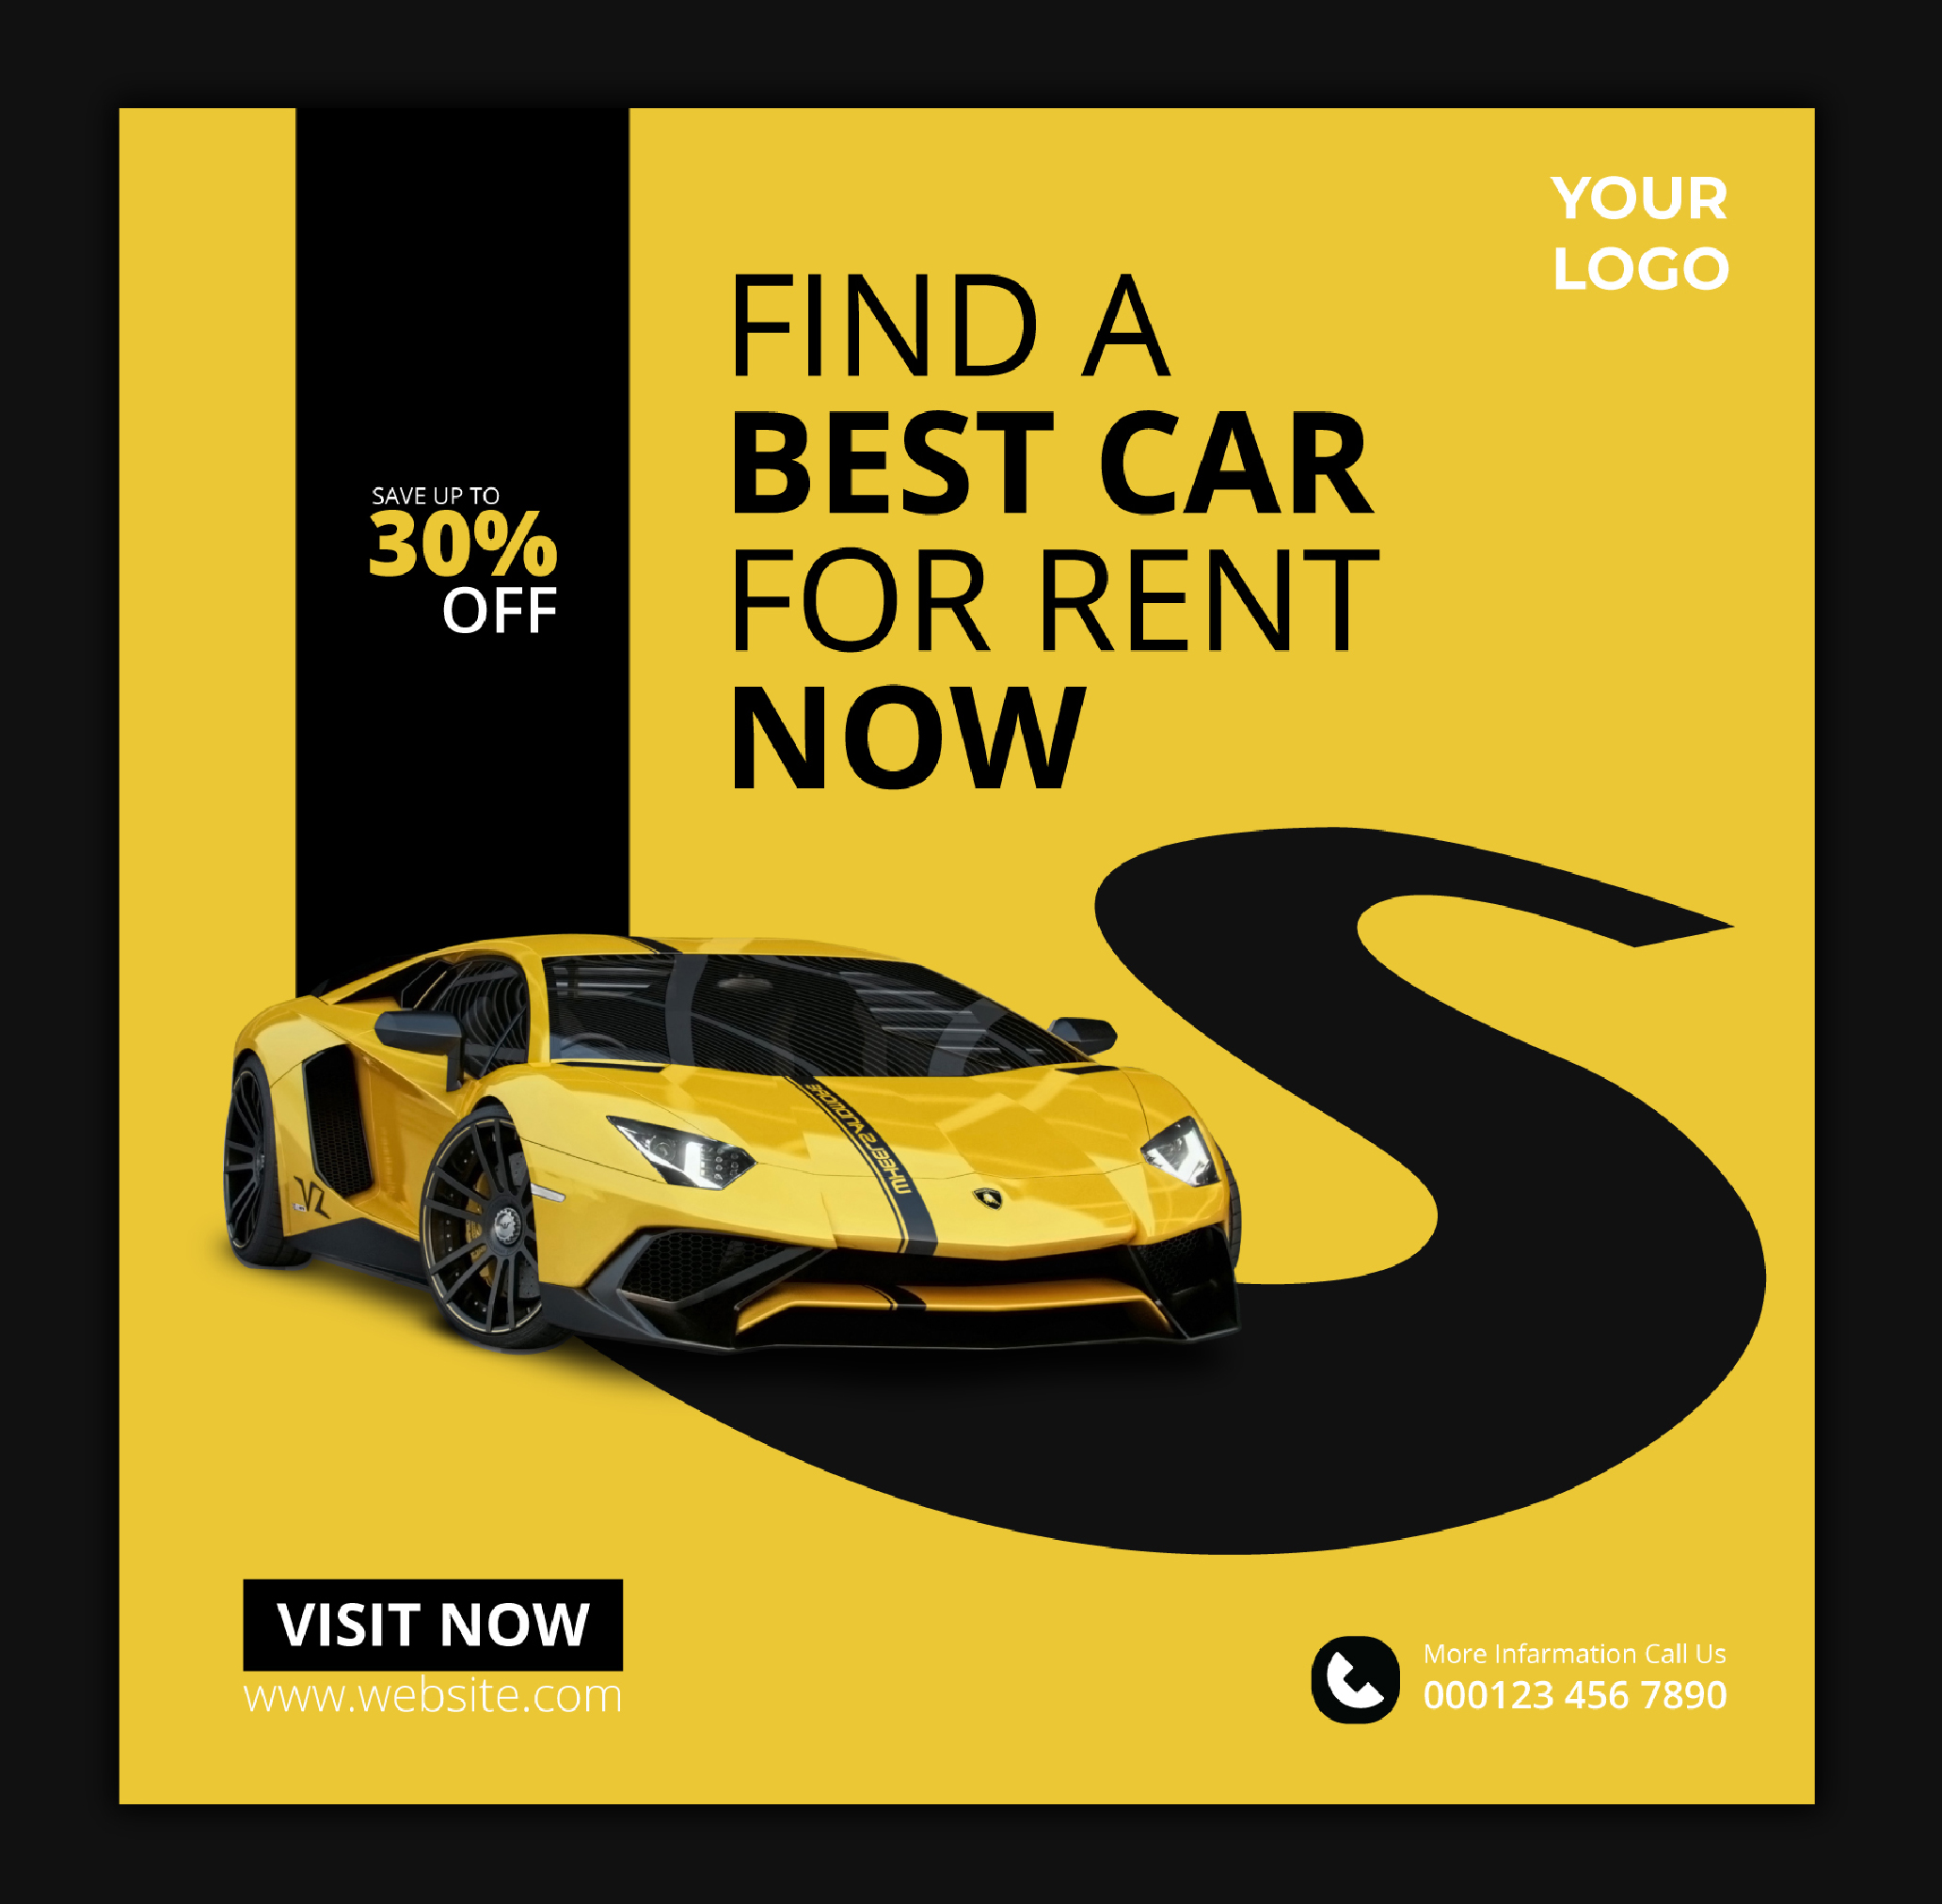 YOUR
LOGO
FIND A
BEST CAR
FOR RENT
NOW
SAVE UP TO
30%
OFF
WHEELSANDMORE
VISIT NOW
www.website.com
More Infarmation Call Us
000123 456 7890